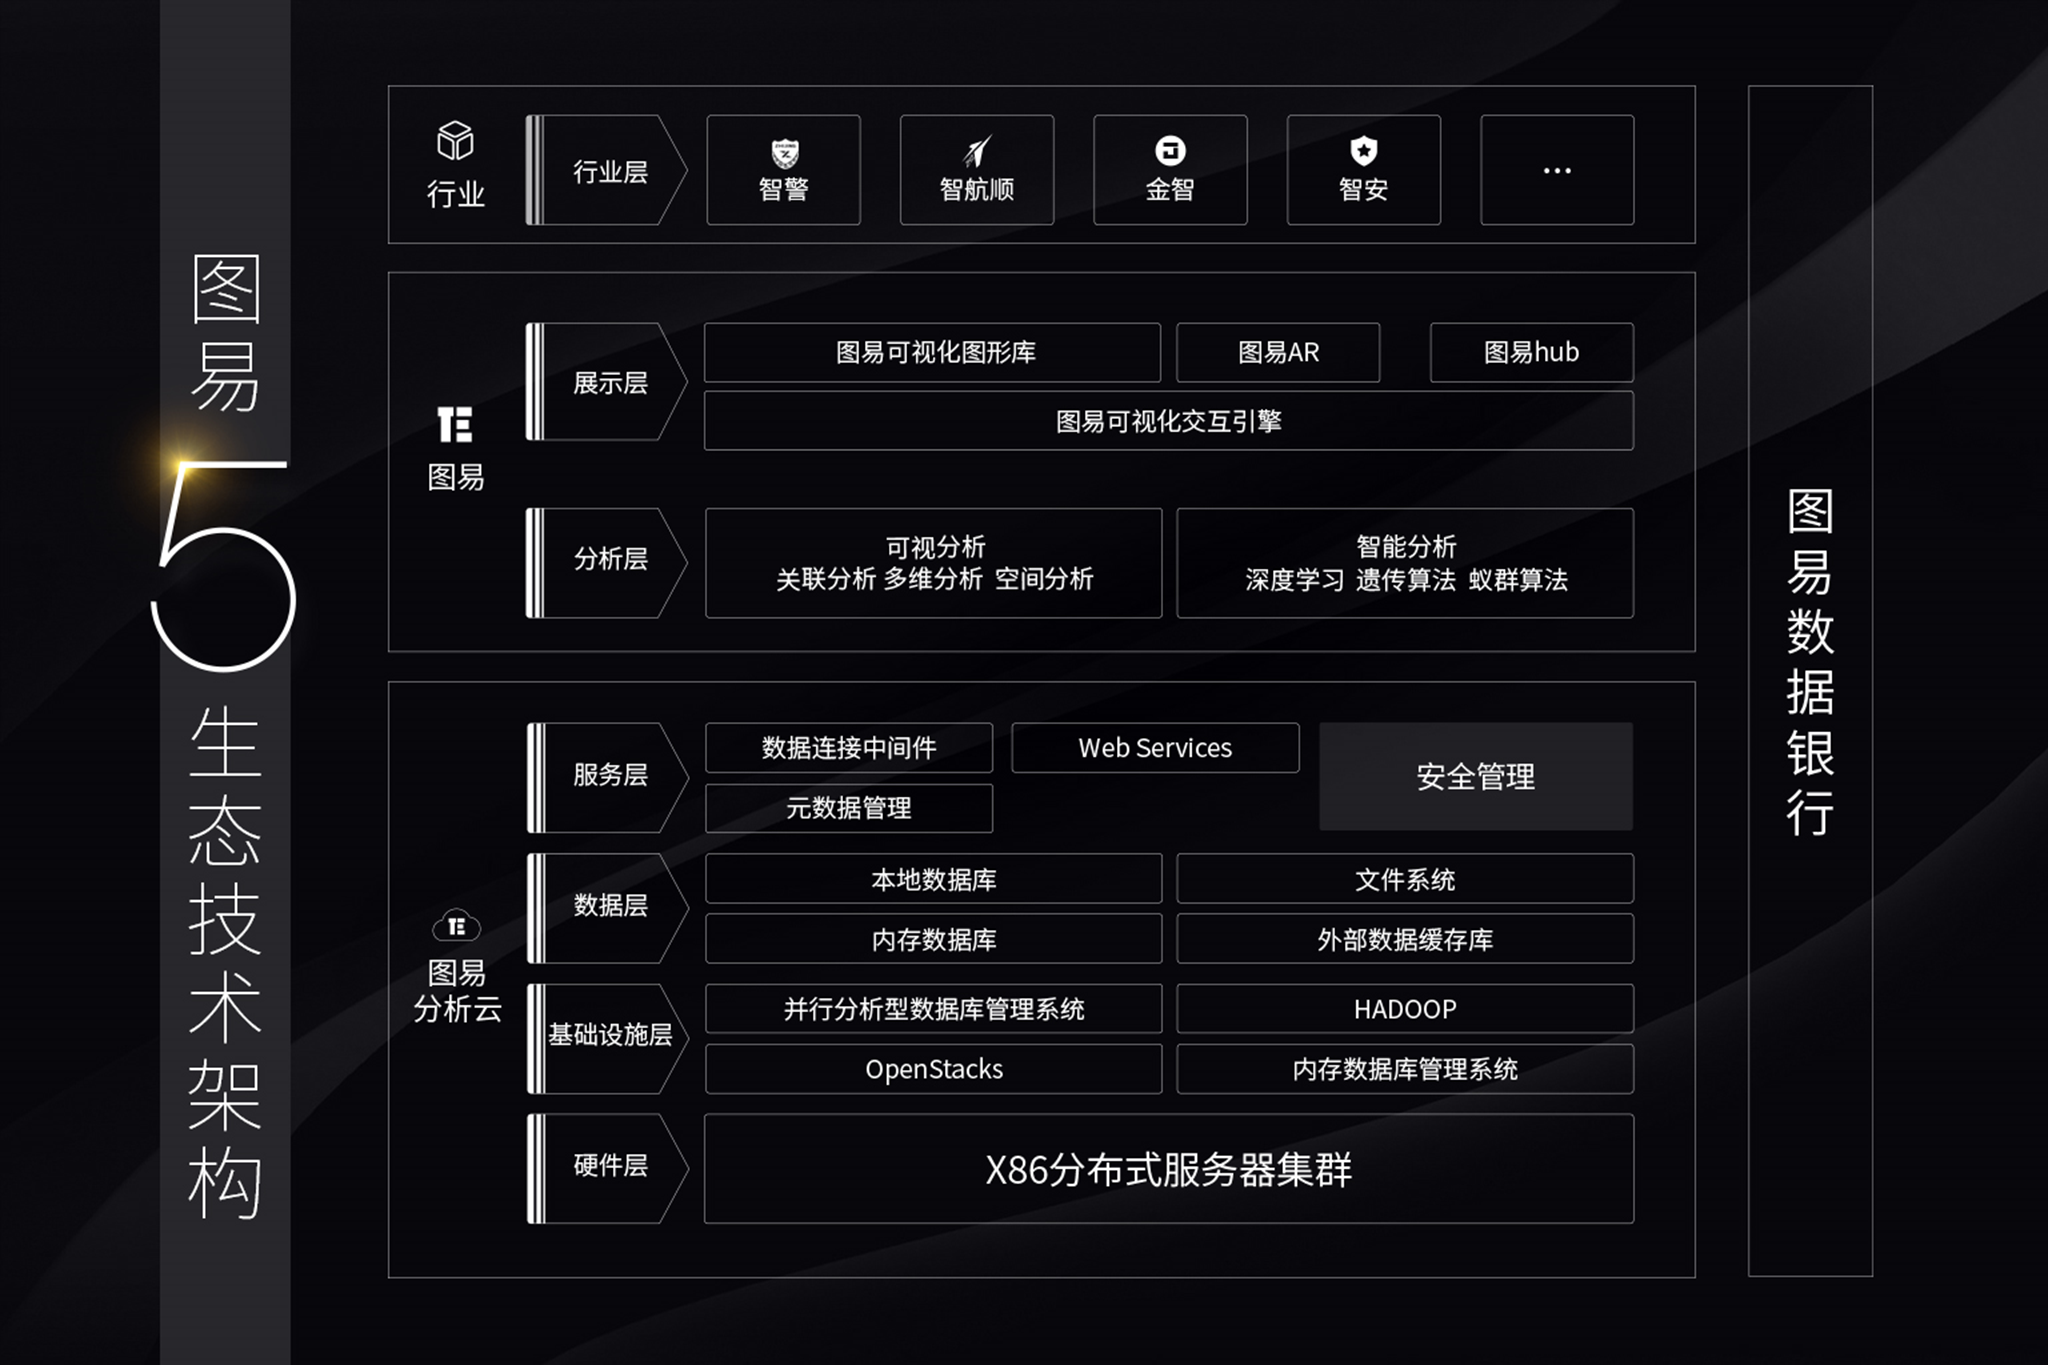 图易
5
生态技术架构
行业
行业层
智警
智航顺
金智
智安
...
图易
展示层
图易可视化图形库
图易AR
图易hub
图易可视化交互引擎
分析层
可视分析
关联分析 多维分析 空间分析
智能分析
深度学习 遗传算法 蚁群算法
图易
分析云
服务层
数据连接中间件
Web Services
安全管理
元数据管理
数据层
本地数据库
文件系统
内存数据库
外部数据缓存库
基础设施层
并行分析型数据库管理系统
HADOOP
OpenStacks
内存数据库管理系统
硬件层
X86分布式服务器集群
图易数据银行